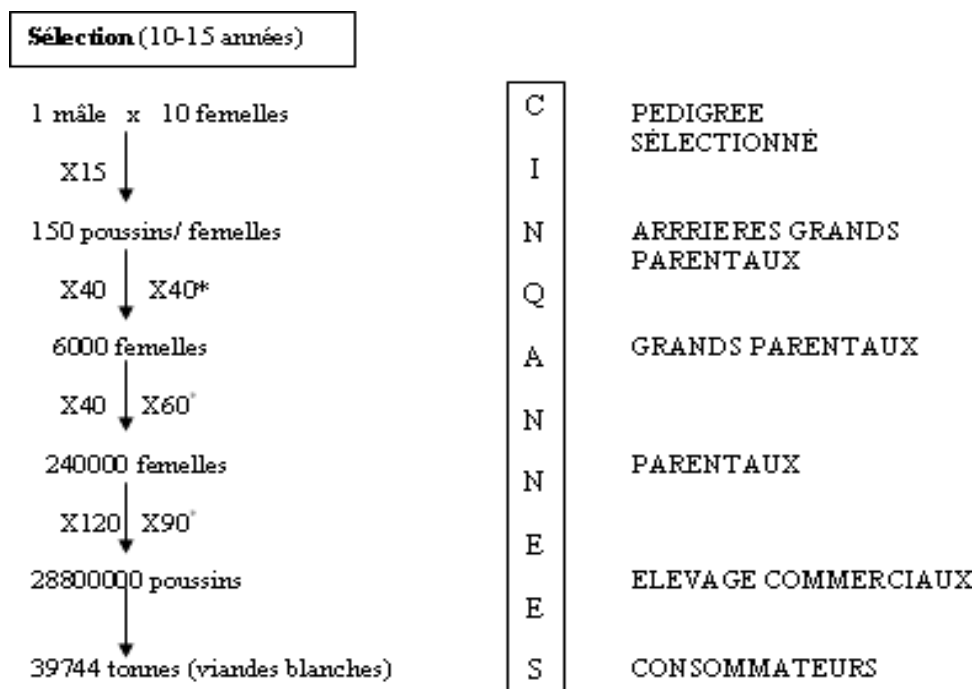 Sélection (10-15 années)
1 mâle x 10 femelles
X15
150 poussins/ femelles
X40 X40*
6000 femelles
X40 X60*
240000 femelles
X120 X90*
28800000 poussins
39744 tonnes (viandes blanches)
C
I
N
Q
A
N
N
E
E
S
PEDIGREE
SÉLECTIONNÉ
ARRRIERES GRANDS
PARENTAUX
GRANDS PARENTAUX
PARENTAUX
ELEVAGE COMMERCIAUX
CONSOMMATEURS